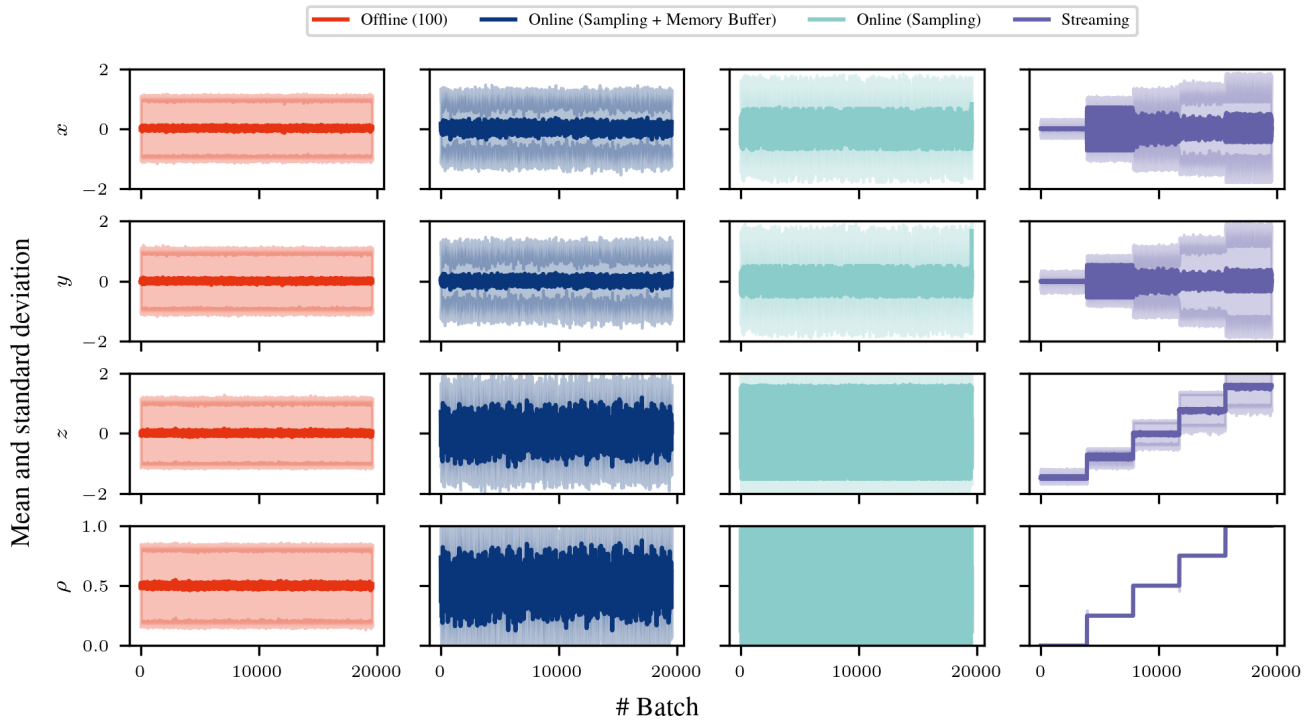 Offline (100) Online (Sampling + Memory Buffer) Online (Sampling) Streaming
Mean and standard deviation
x
2
0
−2
0 10000 20000
0 10000 20000
0 10000 20000
0 10000 20000
y
2
0
−2
z
2
0
−2
ρ
1.0
0.5
0.0
# Batch